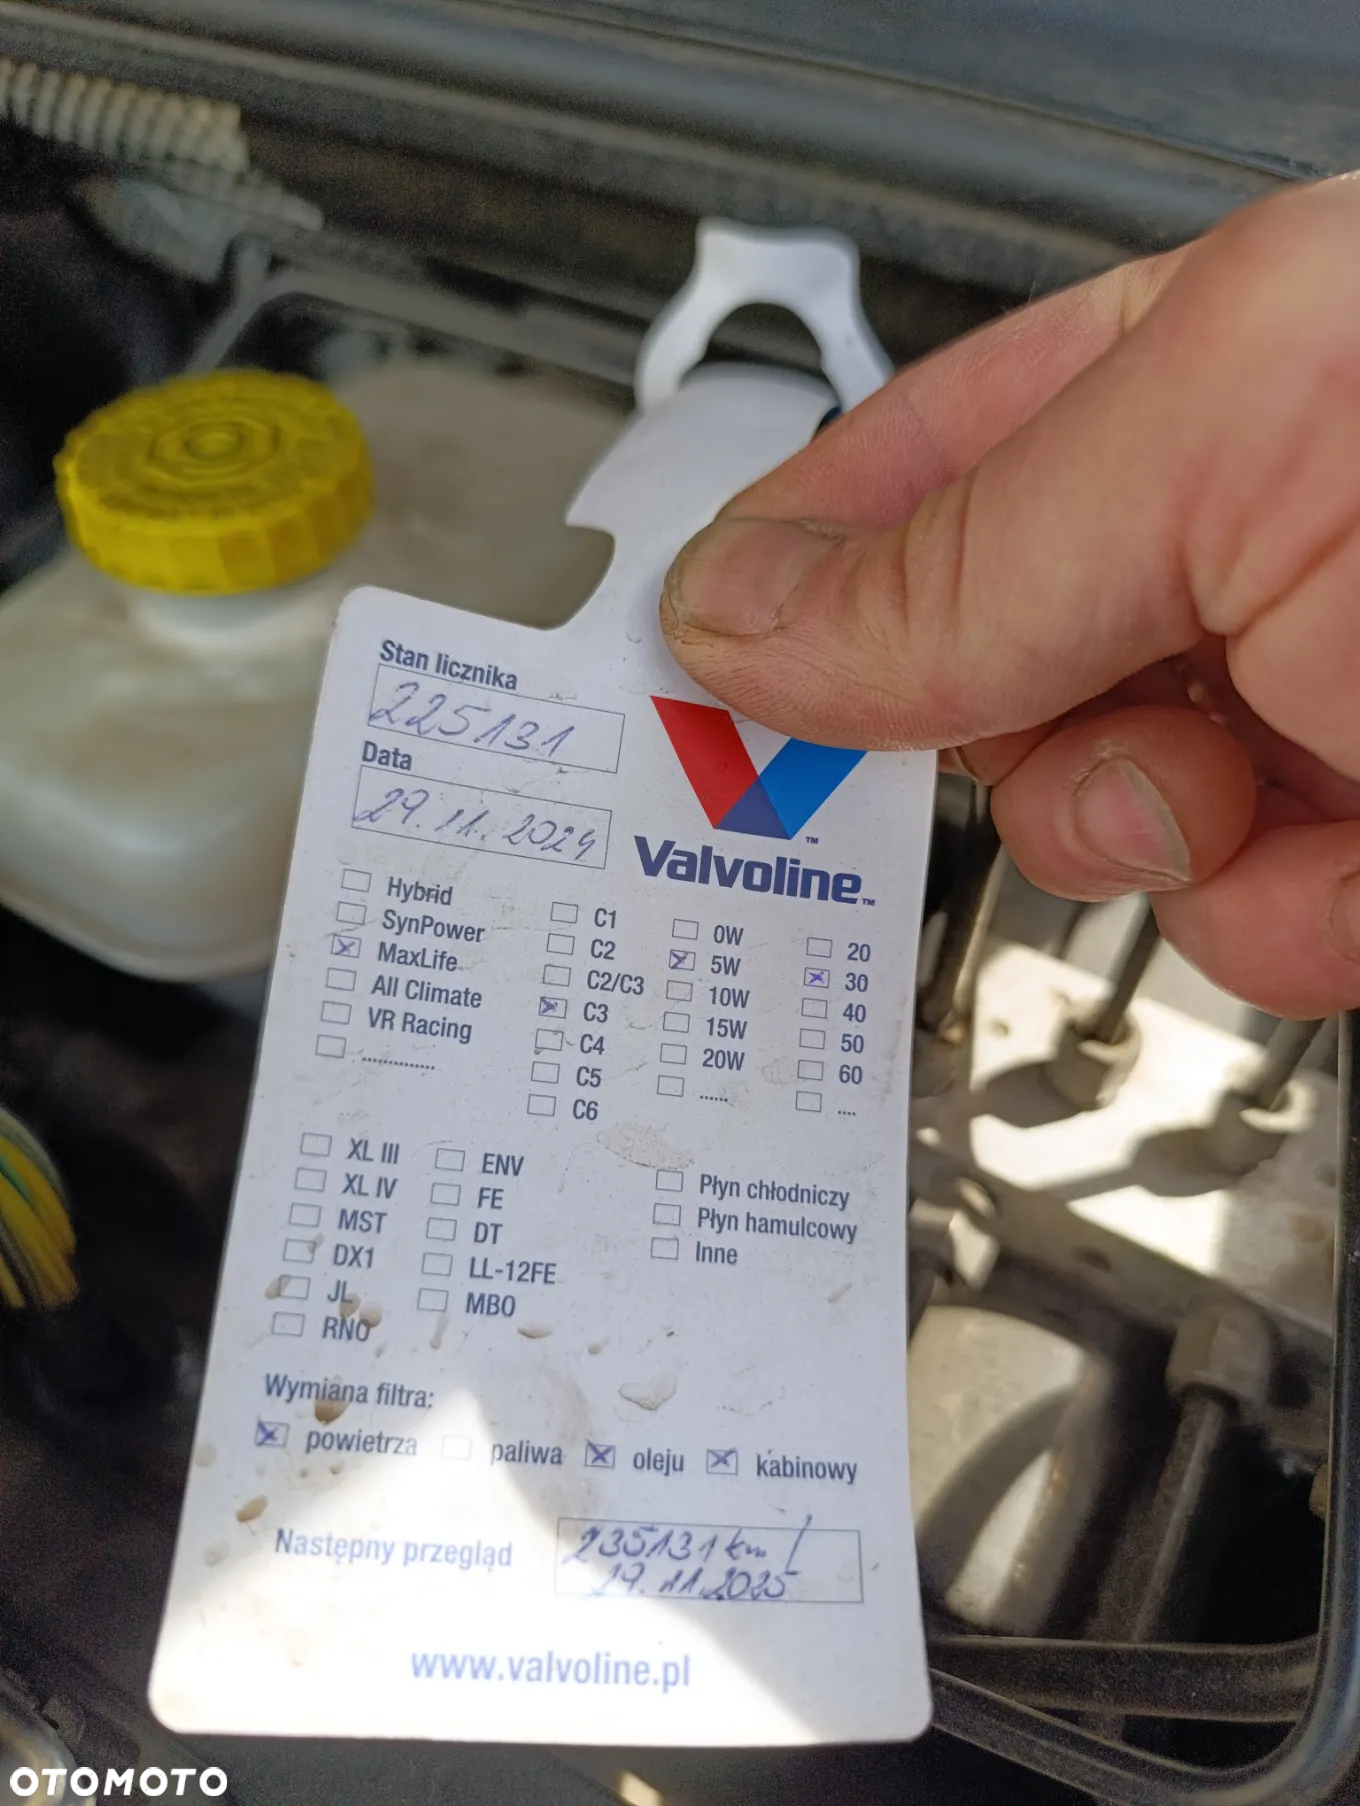 Stan licznika
225131
Data
29.11.2024
Valvoline™
Hybrid
SynPower
MaxLife
All Climate
VR Racing
..............
C1
C2
C2/C3
C3
C4
C5
C6
0W
5W
10W
15W
20W
......
20
30
40
50
60
....
XL III
XL IV
MST
DX1
JL
RNO
ENV
FE
DT
LL-12FE
MBO
Płyn chłodniczy
Płyn hamulcowy
Inne
Wymiana filtra:
powietrza paliwa oleju kabinowy
Następny przegląd
235131 km /
29.11.2025
www.valvoline.pl
OTOMOTO